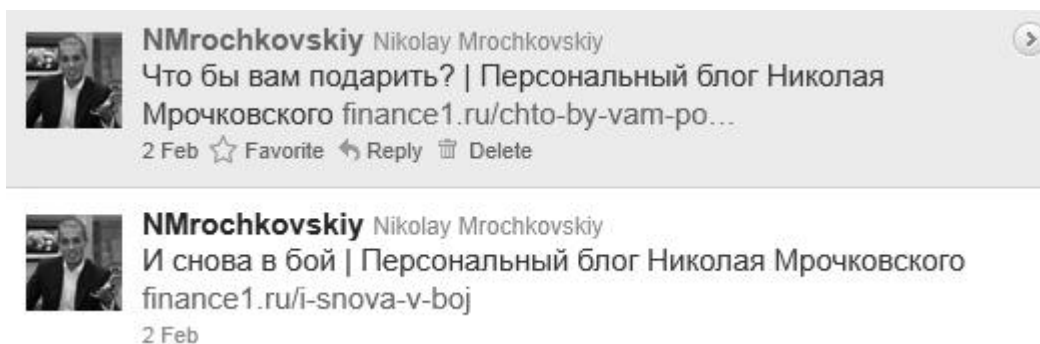 NMrochkovskiy Nikolay Mrochkovskiy
Что бы вам подарить? | Персональный блог Николая
Мрочковского finance1.ru/chto-by-vam-po...
2 Feb Favorite Reply Delete
NMrochkovskiy Nikolay Mrochkovskiy
И снова в бой | Персональный блог Николая Мрочковского
finance1.ru/i-snova-v-boj
2 Feb